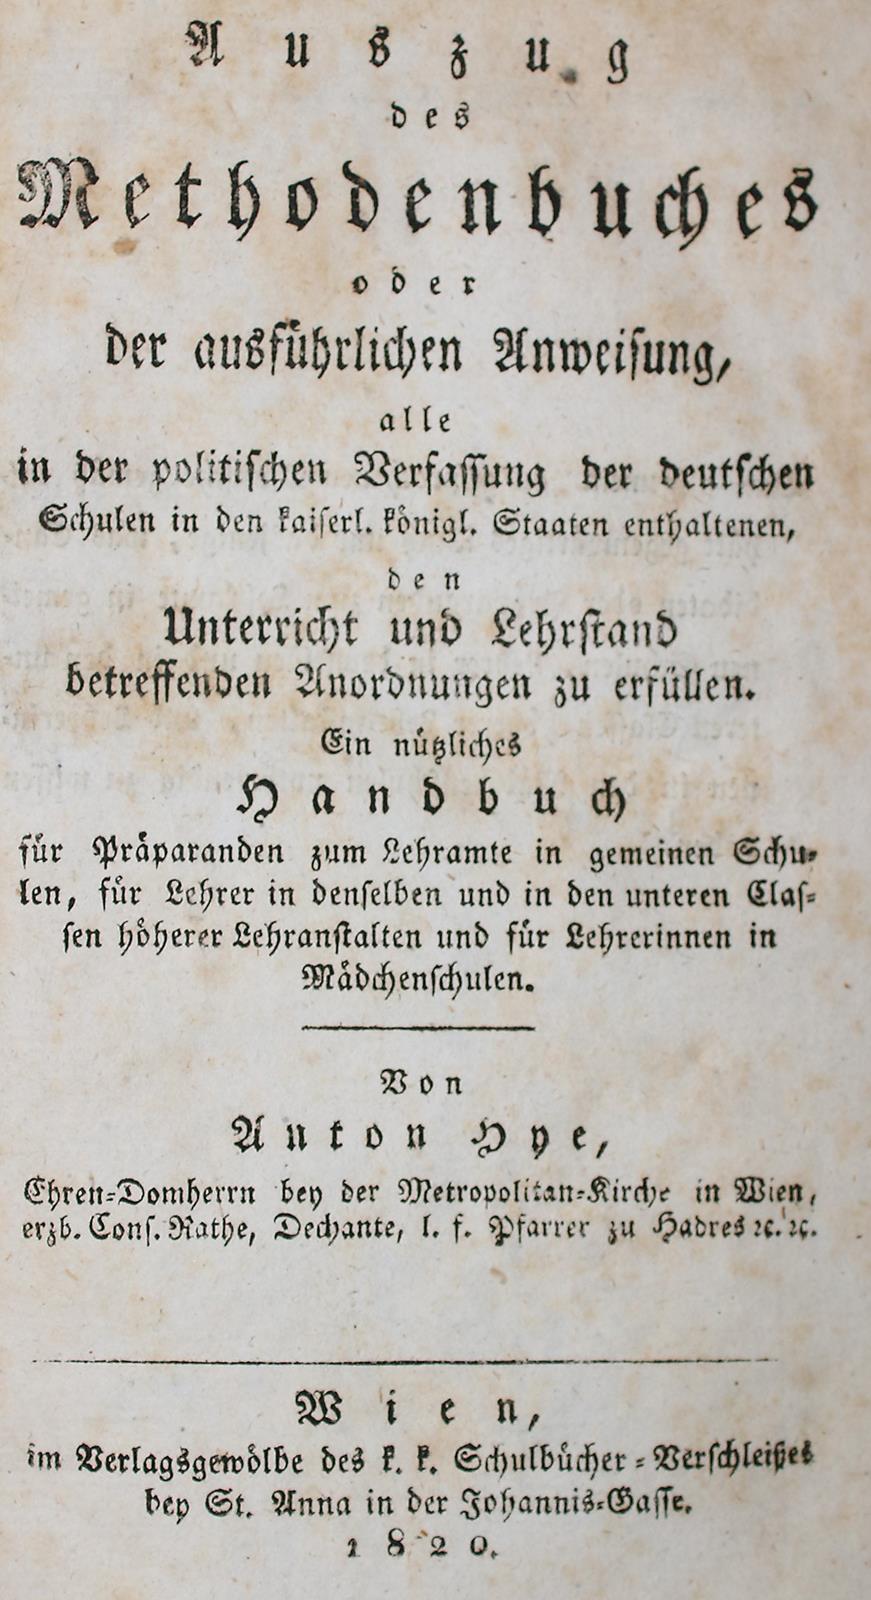 Auszug
des
Methodenbuches
oder
der ausführlichen Anweisung,
alle
in der politischen Verfassung der deutschen
Schulen in den kaiserl. königl. Staaten enthaltenen,
den
Unterricht und Lehrstand
betreffenden Anordnungen zu erfüllen.
Ein nützliches
Handbuch
für Präparanden zum Lehramte in gemeinen Schu-
len, für Lehrer in denselben und in den unteren Clas-
sen höherer Lehranstalten und für Lehrerinnen in
Mädchenschulen.
Von
Anton Hye,
Ehren-Domherrn bey der Metropolitan-Kirche in Wien,
erzb. Cons. Rathe, Dechante, l. f. Pfarrer zu Hadres ꝛc. ꝛc.
Wien,
im Verlagsgewölbe des k. k. Schulbücher-Verschleißes
bey St. Anna in der Johannis-Gasse.
1820.